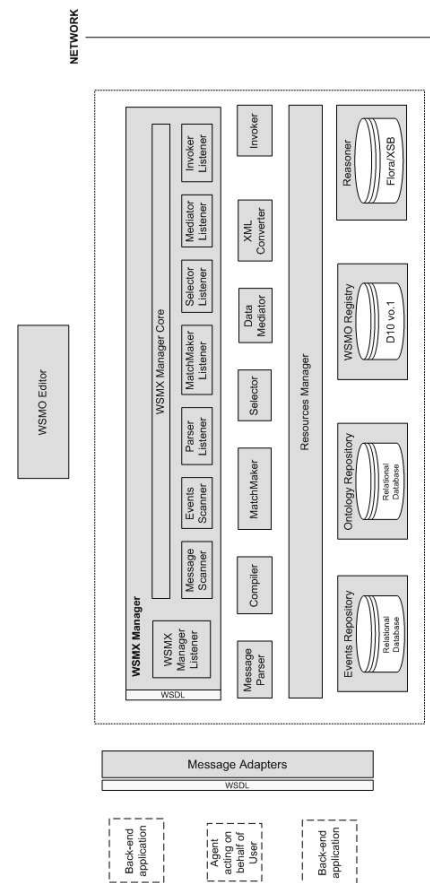 NETWORK
WSMO Editor
WSMX Manager
WSMX Manager Core
WSMX
Manager
Listener
Message
Scanner
Events
Scanner
Parser
Listener
MatchMaker
Listener
Selector
Listener
Mediator
Listener
Invoker
Listener
WSDL
Message
Parser
Compiler
MatchMaker
Selector
Data
Mediator
XML
Converter
Invoker
Resources Manager
Events Repository
Relational
Database
Ontology Repository
Relational
Database
WSMO Registry
D10 vo.1
Reasoner
Flora/XSB
Message Adapters
WSDL
Back-end
application
Agent
acting on
behalf of
User
Back-end
application